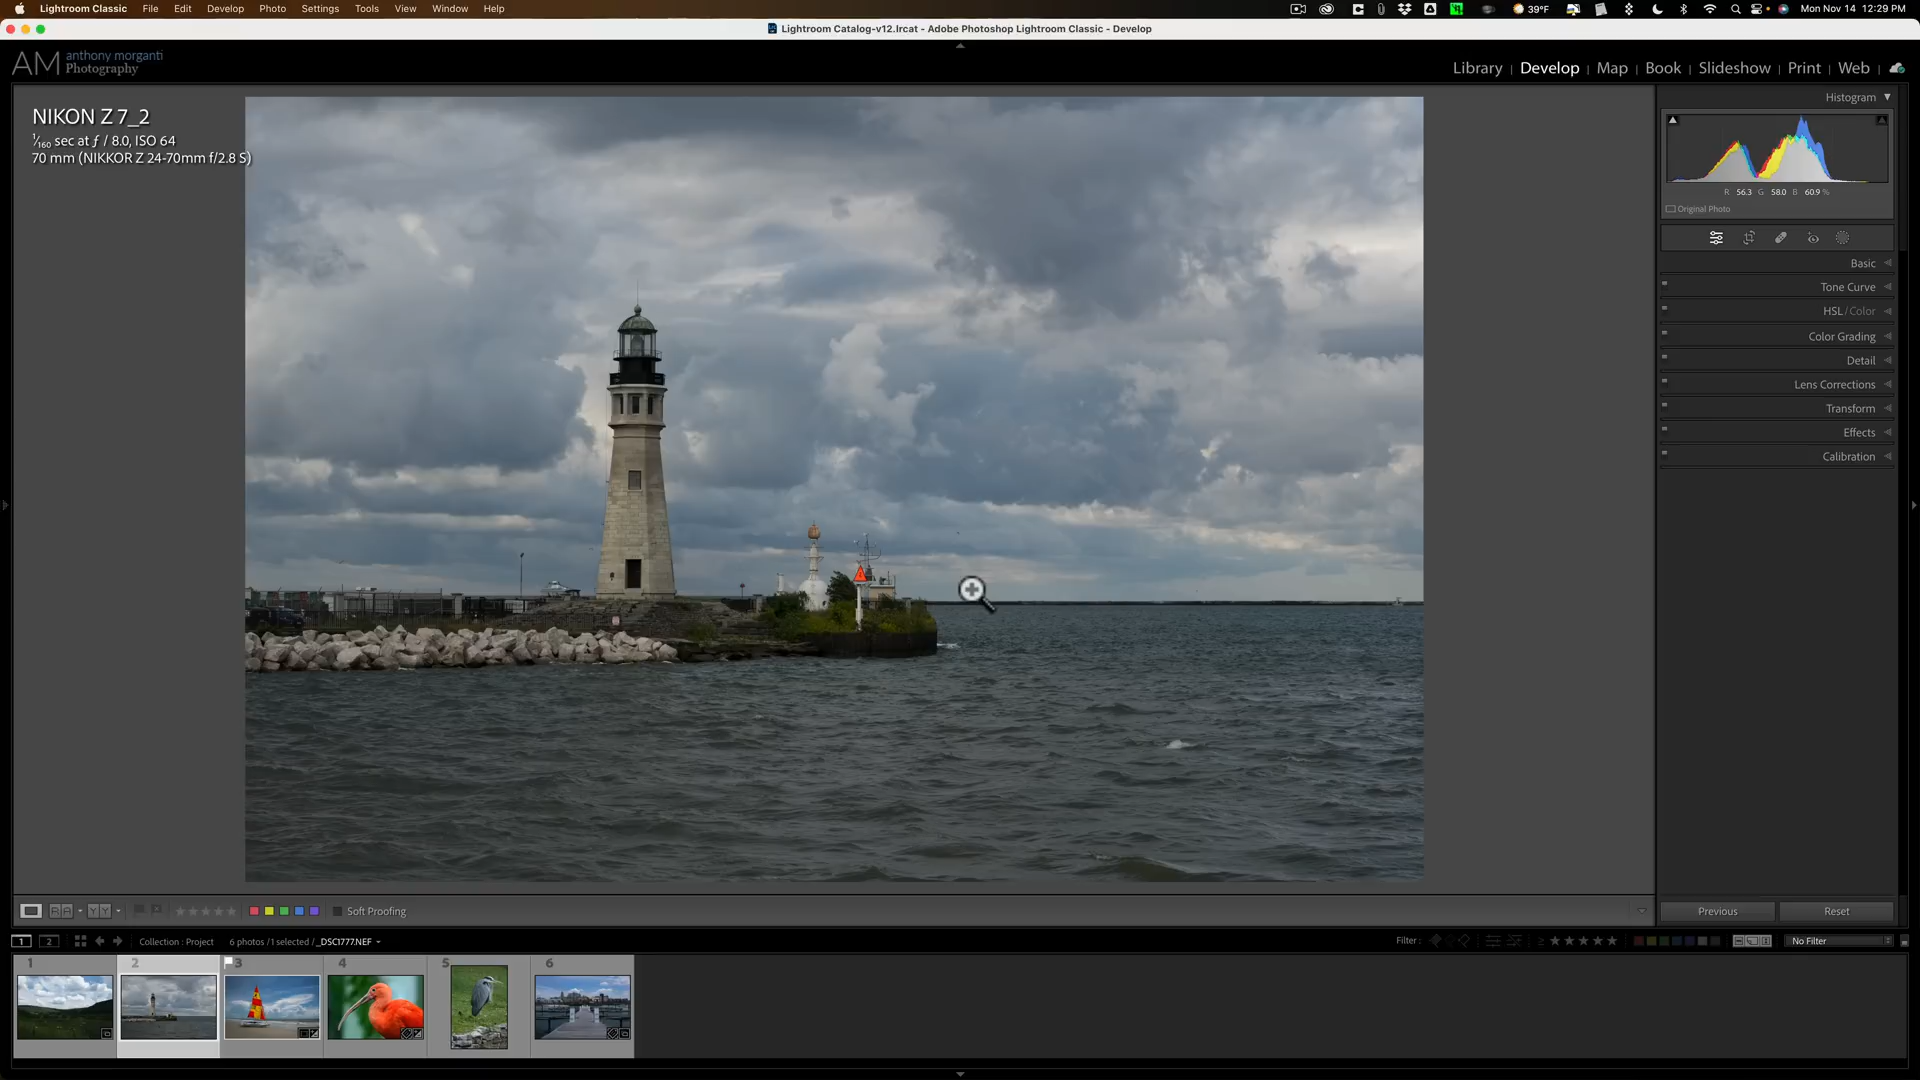 Lightroom Classic File Edit Develop Photo Settings Tools View Window Help 39°F Mon Nov 14 12:29 PM
Lightroom Catalog-v12.lrcat - Adobe Photoshop Lightroom Classic - Develop
AM anthony morganti
Photography
Library | Develop | Map | Book | Slideshow | Print | Web
NIKON Z 7_2
1/160 sec at ƒ / 8.0, ISO 64
70 mm (NIKKOR Z 24-70mm f/2.8 S)
Histogram
R 56.3 G 58.0 B 60.9 %
Original Photo
Basic
Tone Curve
HSL / Color
Color Grading
Detail
Lens Corrections
Transform
Effects
Calibration
Soft Proofing
Previous Reset
1 2 Collection : Project 6 photos / 1 selected / _DSC1777.NEF Filter : No Filter
1 2 3 4 5 6